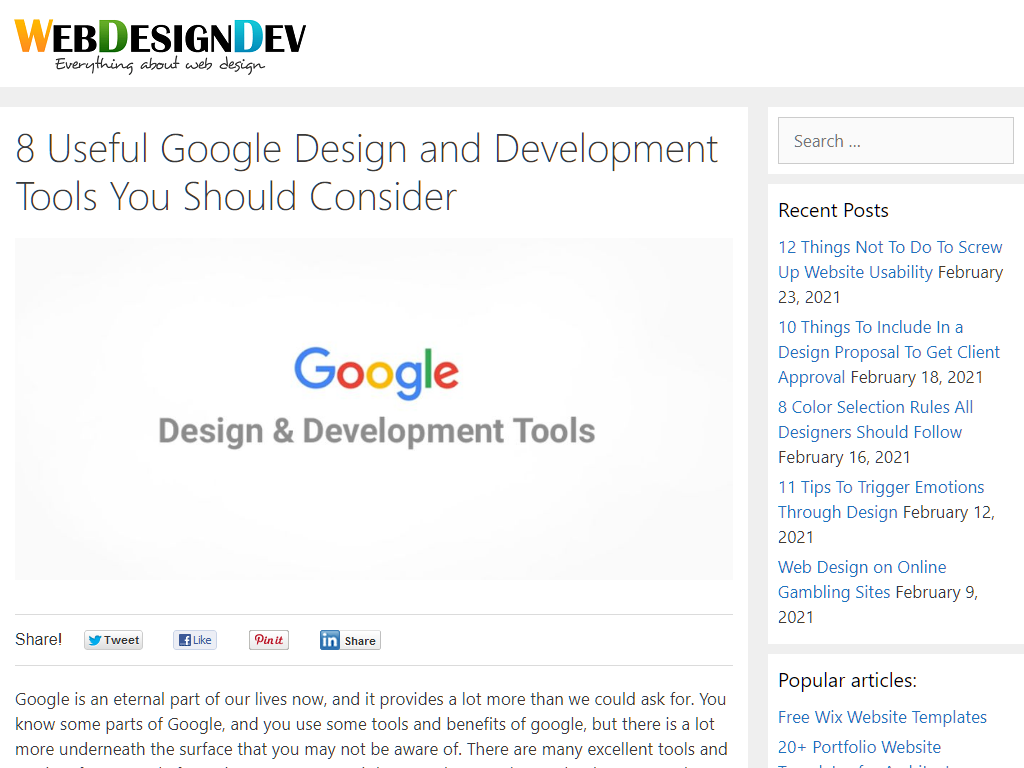 WEBDESIGNDEV
Everything about web design
8 Useful Google Design and Development
Tools You Should Consider
Google
Design & Development Tools
Share!
Tweet
Like
Pin it
in Share
Google is an eternal part of our lives now, and it provides a lot more than we could ask for. You
know some parts of Google, and you use some tools and benefits of google, but there is a lot
more underneath the surface that you may not be aware of. There are many excellent tools and
Search ...
Recent Posts
12 Things Not To Do To Screw
Up Website Usability February
23, 2021
10 Things To Include In a
Design Proposal To Get Client
Approval February 18, 2021
8 Color Selection Rules All
Designers Should Follow
February 16, 2021
11 Tips To Trigger Emotions
Through Design February 12,
2021
Web Design on Online
Gambling Sites February 9,
2021
Popular articles:
Free Wix Website Templates
20+ Portfolio Website